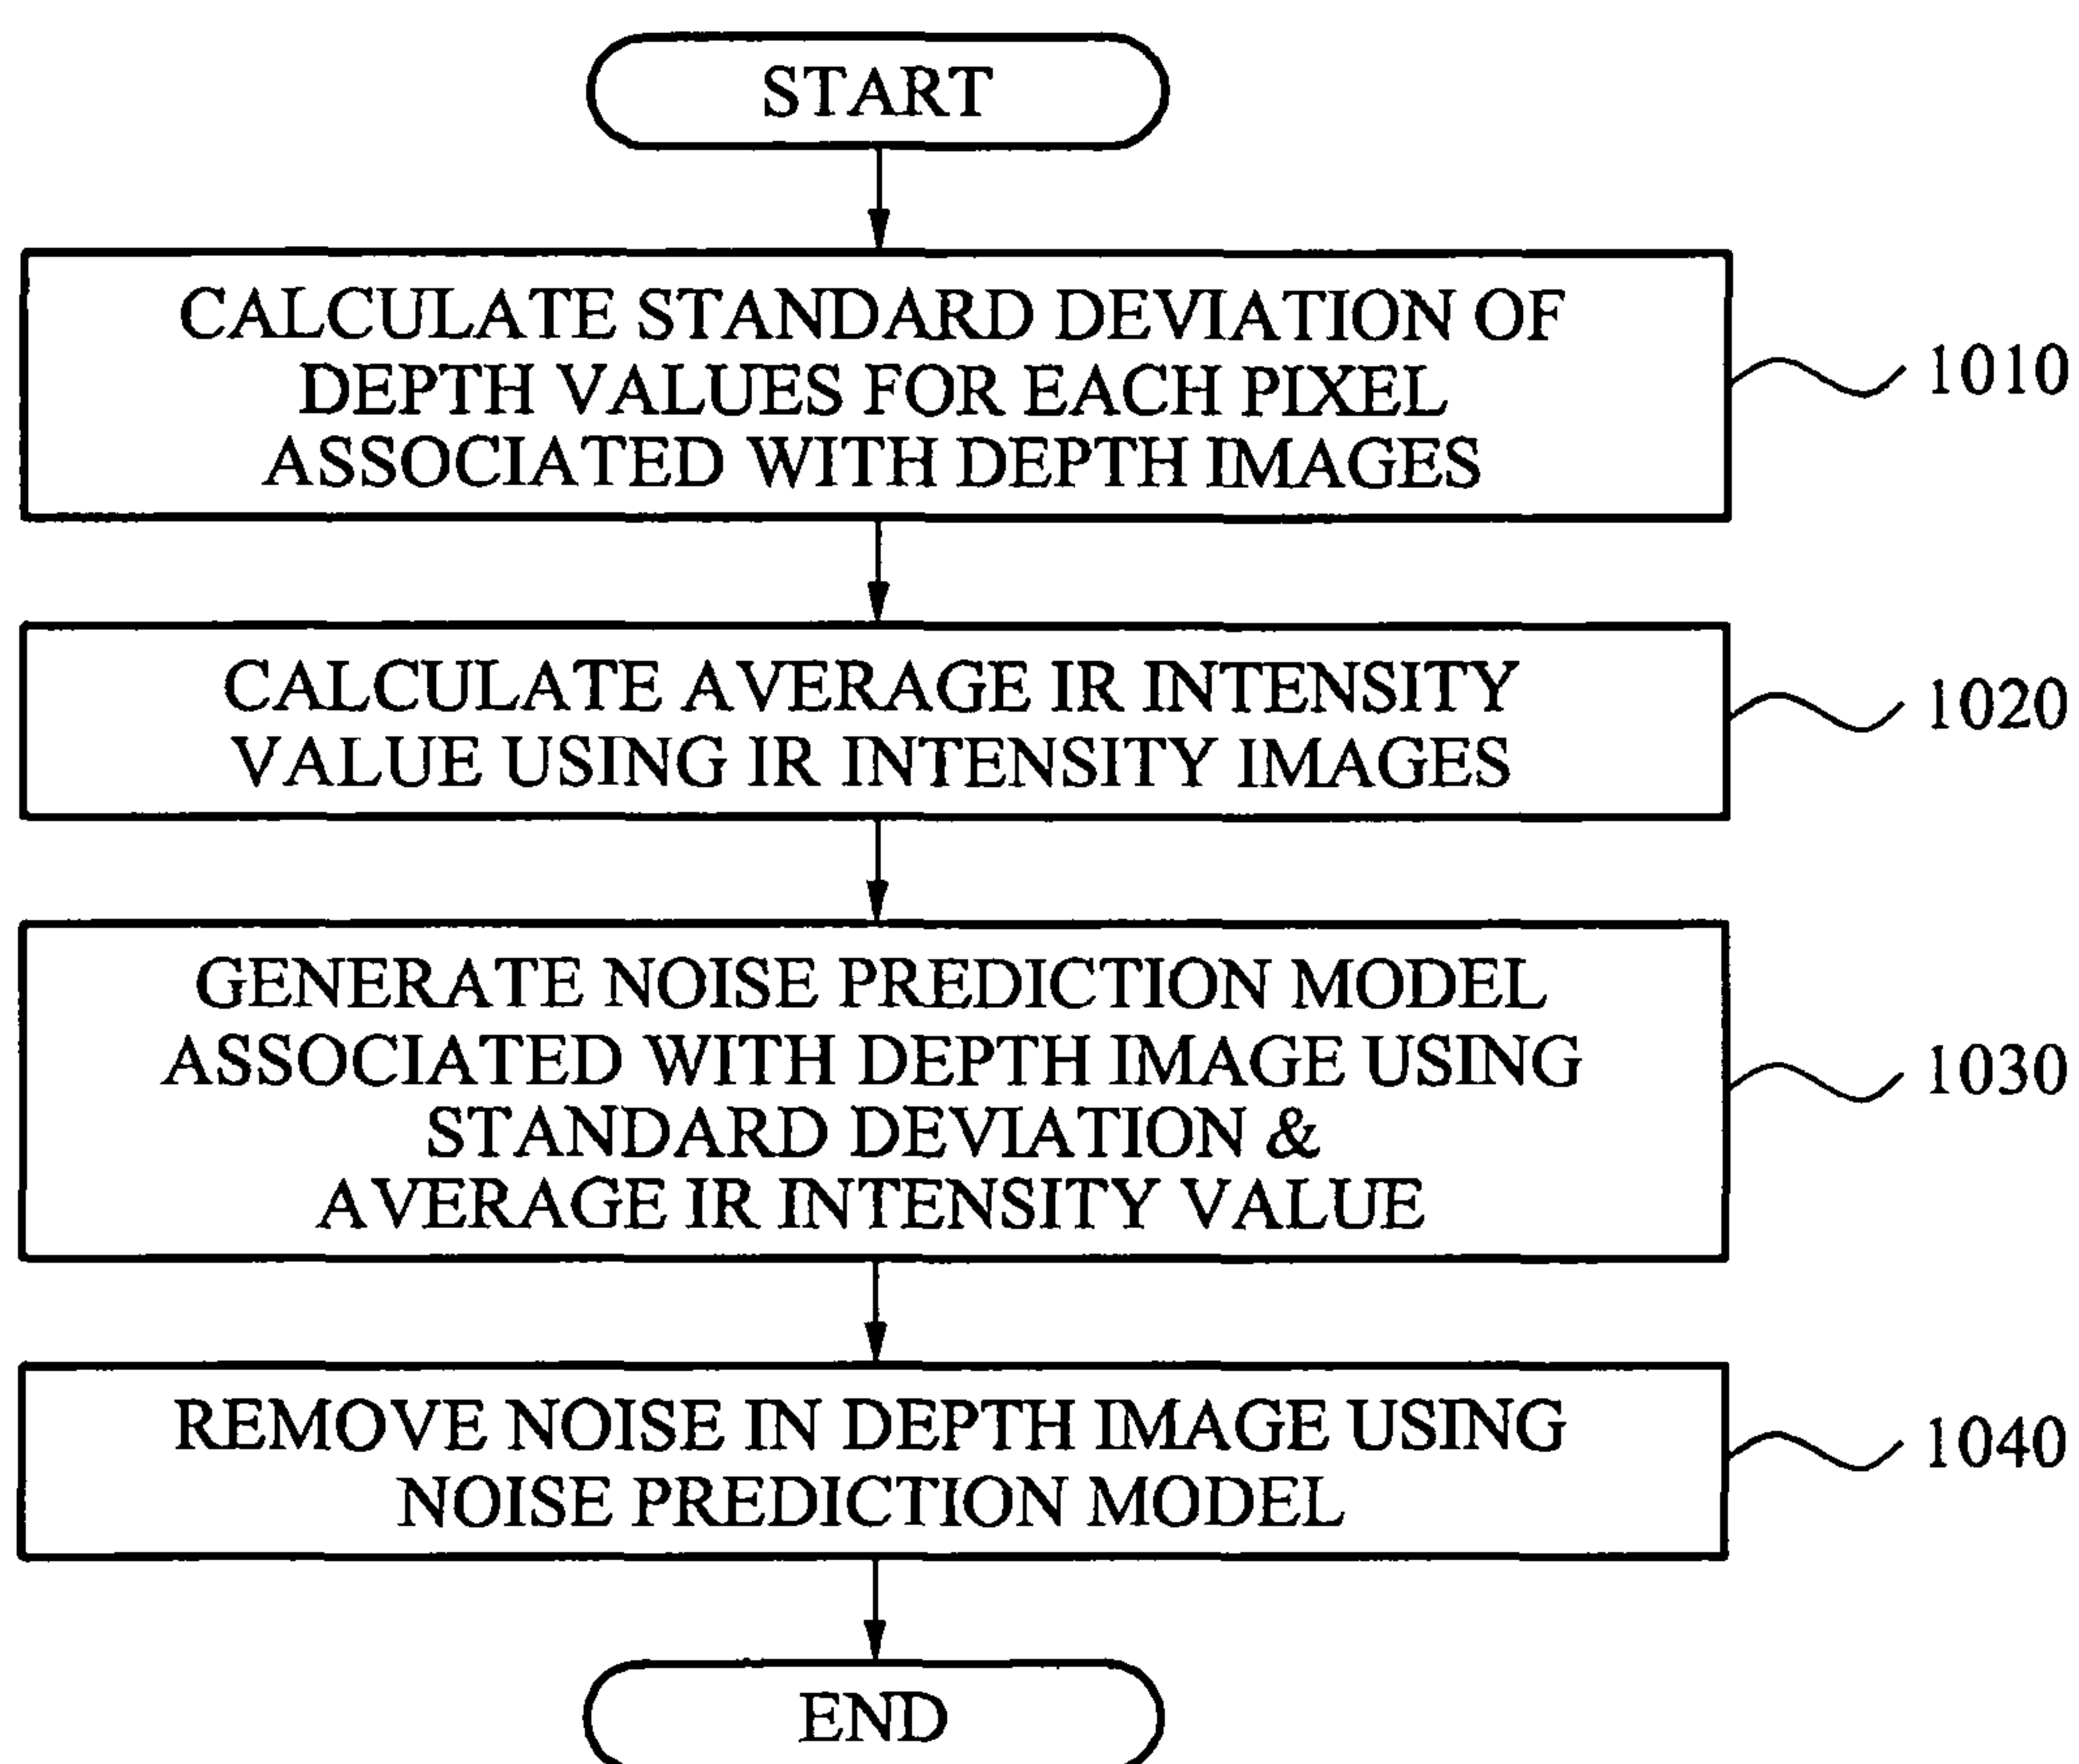 START
CALCULATE STANDARD DEVIATION OF
DEPTH VALUES FOR EACH PIXEL
ASSOCIATED WITH DEPTH IMAGES
1010
CALCULATE AVERAGE IR INTENSITY
VALUE USING IR INTENSITY IMAGES
1020
GENERATE NOISE PREDICTION MODEL
ASSOCIATED WITH DEPTH IMAGE USING
STANDARD DEVIATION &
AVERAGE IR INTENSITY VALUE
1030
REMOVE NOISE IN DEPTH IMAGE USING
NOISE PREDICTION MODEL
1040
END